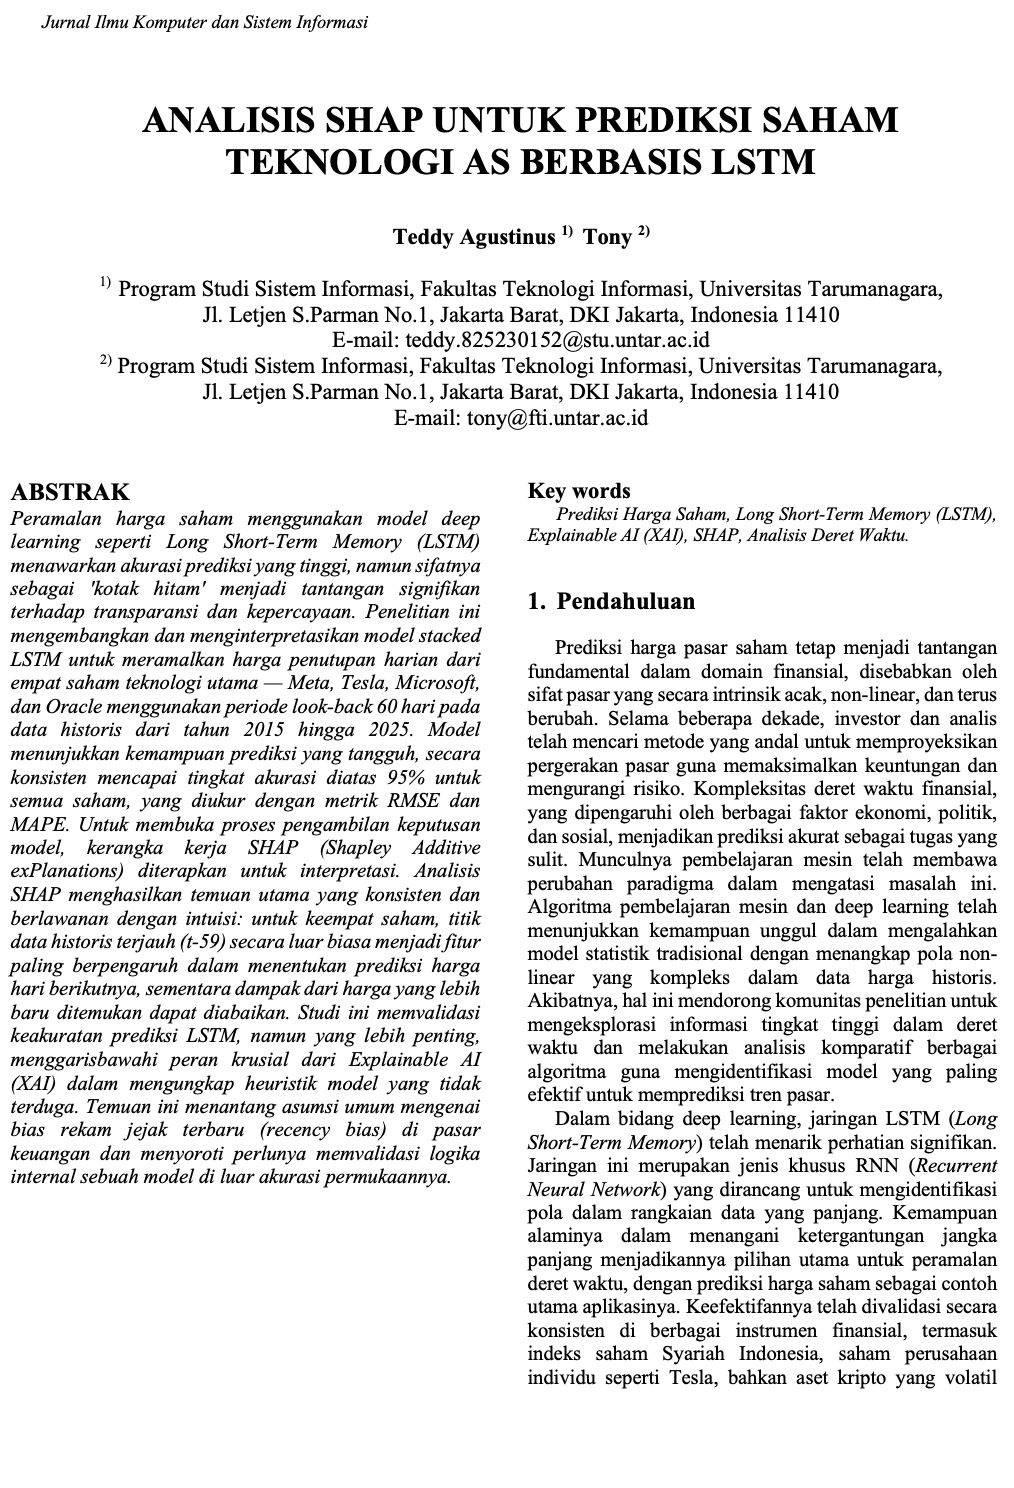 Jurnal Ilmu Komputer dan Sistem Informasi
ANALISIS SHAP UNTUK PREDIKSI SAHAM
TEKNOLOGI AS BERBASIS LSTM
Teddy Agustinus 1) Tony 2)
1) Program Studi Sistem Informasi, Fakultas Teknologi Informasi, Universitas Tarumanagara,
Jl. Letjen S.Parman No.1, Jakarta Barat, DKI Jakarta, Indonesia 11410
E-mail: teddy.825230152@stu.untar.ac.id
2) Program Studi Sistem Informasi, Fakultas Teknologi Informasi, Universitas Tarumanagara,
Jl. Letjen S.Parman No.1, Jakarta Barat, DKI Jakarta, Indonesia 11410
E-mail: tony@fti.untar.ac.id
ABSTRAK
Peramalan harga saham menggunakan model deep
learning seperti Long Short-Term Memory (LSTM)
menawarkan akurasi prediksi yang tinggi, namun sifatnya
sebagai 'kotak hitam' menjadi tantangan signifikan
terhadap transparansi dan kepercayaan. Penelitian ini
mengembangkan dan menginterpretasikan model stacked
LSTM untuk meramalkan harga penutupan harian dari
empat saham teknologi utama — Meta, Tesla, Microsoft,
dan Oracle menggunakan periode look-back 60 hari pada
data historis dari tahun 2015 hingga 2025. Model
menunjukkan kemampuan prediksi yang tangguh, secara
konsisten mencapai tingkat akurasi diatas 95% untuk
semua saham, yang diukur dengan metrik RMSE dan
MAPE. Untuk membuka proses pengambilan keputusan
model, kerangka kerja SHAP (Shapley Additive
exPlanations) diterapkan untuk interpretasi. Analisis
SHAP menghasilkan temuan utama yang konsisten dan
berlawanan dengan intuisi: untuk keempat saham, titik
data historis terjauh (t-59) secara luar biasa menjadi fitur
paling berpengaruh dalam menentukan prediksi harga
hari berikutnya, sementara dampak dari harga yang lebih
baru ditemukan dapat diabaikan. Studi ini memvalidasi
keakuratan prediksi LSTM, namun yang lebih penting,
menggarisbawahi peran krusial dari Explainable AI
(XAI) dalam mengungkap heuristik model yang tidak
terduga. Temuan ini menantang asumsi umum mengenai
bias rekam jejak terbaru (recency bias) di pasar
keuangan dan menyoroti perlunya memvalidasi logika
internal sebuah model di luar akurasi permukaannya.
Key words
Prediksi Harga Saham, Long Short-Term Memory (LSTM),
Explainable AI (XAI), SHAP, Analisis Deret Waktu.
1. Pendahuluan
Prediksi harga pasar saham tetap menjadi tantangan
fundamental dalam domain finansial, disebabkan oleh
sifat pasar yang secara intrinsik acak, non-linear, dan terus
berubah. Selama beberapa dekade, investor dan analis
telah mencari metode yang andal untuk memproyeksikan
pergerakan pasar guna memaksimalkan keuntungan dan
mengurangi risiko. Kompleksitas deret waktu finansial,
yang dipengaruhi oleh berbagai faktor ekonomi, politik,
dan sosial, menjadikan prediksi akurat sebagai tugas yang
sulit. Munculnya pembelajaran mesin telah membawa
perubahan paradigma dalam mengatasi masalah ini.
Algoritma pembelajaran mesin dan deep learning telah
menunjukkan kemampuan unggul dalam mengalahkan
model statistik tradisional dengan menangkap pola non-
linear yang kompleks dalam data harga historis.
Akibatnya, hal ini mendorong komunitas penelitian untuk
mengeksplorasi informasi tingkat tinggi dalam deret
waktu dan melakukan analisis komparatif berbagai
algoritma guna mengidentifikasi model yang paling
efektif untuk memprediksi tren pasar.
Dalam bidang deep learning, jaringan LSTM (Long
Short-Term Memory) telah menarik perhatian signifikan.
Jaringan ini merupakan jenis khusus RNN (Recurrent
Neural Network) yang dirancang untuk mengidentifikasi
pola dalam rangkaian data yang panjang. Kemampuan
alaminya dalam menangani ketergantungan jangka
panjang menjadikannya pilihan utama untuk peramalan
deret waktu, dengan prediksi harga saham sebagai contoh
utama aplikasinya. Keefektifannya telah divalidasi secara
konsisten di berbagai instrumen finansial, termasuk
indeks saham Syariah Indonesia, saham perusahaan
individu seperti Tesla, bahkan aset kripto yang volatil